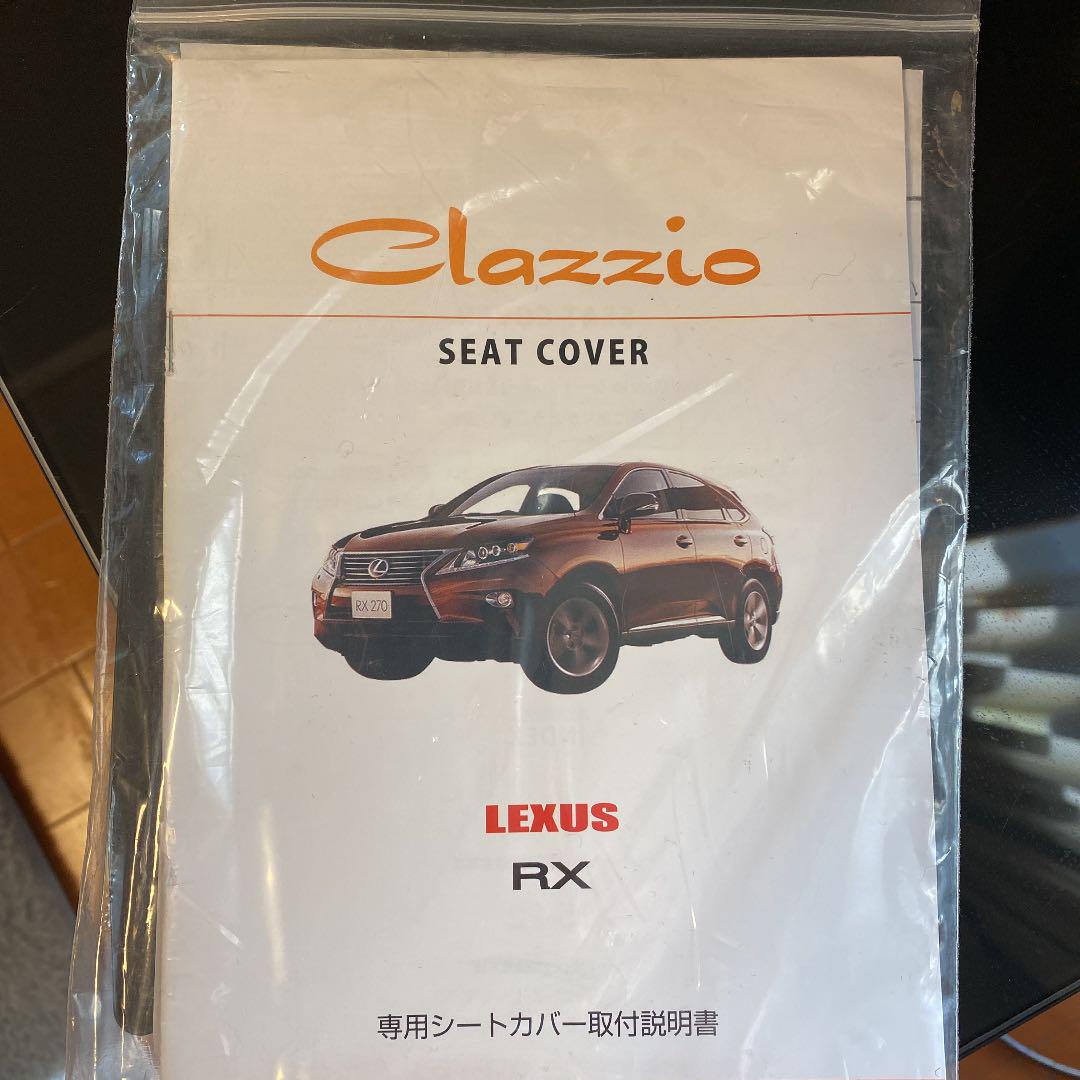 Clazzio
SEAT COVER
RX 270
LEXUS
RX
専用シートカバー取付説明書